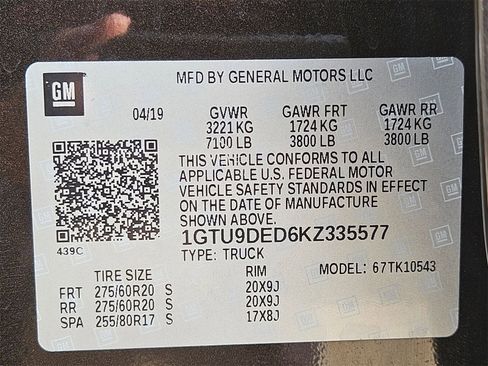 GM
MFD BY GENERAL MOTORS LLC
04/19 GVWR GAWR FRT GAWR RR
3221 KG 1724 KG 1724 KG
7100 LB 3800 LB 3800 LB
THIS VEHICLE CONFORMS TO ALL
APPLICABLE U.S. FEDERAL MOTOR
VEHICLE SAFETY STANDARDS IN EFFECT
ON THE DATE OF MANUFACTURE
SHOWN ABOVE.
439C
1GTU9DED6KZ335577
TYPE: TRUCK MODEL: 67TK10543
TIRE SIZE RIM
FRT 275/60R20 S 20X9J
RR 275/60R20 S 20X9J
SPA 255/80R17 S 17X8J